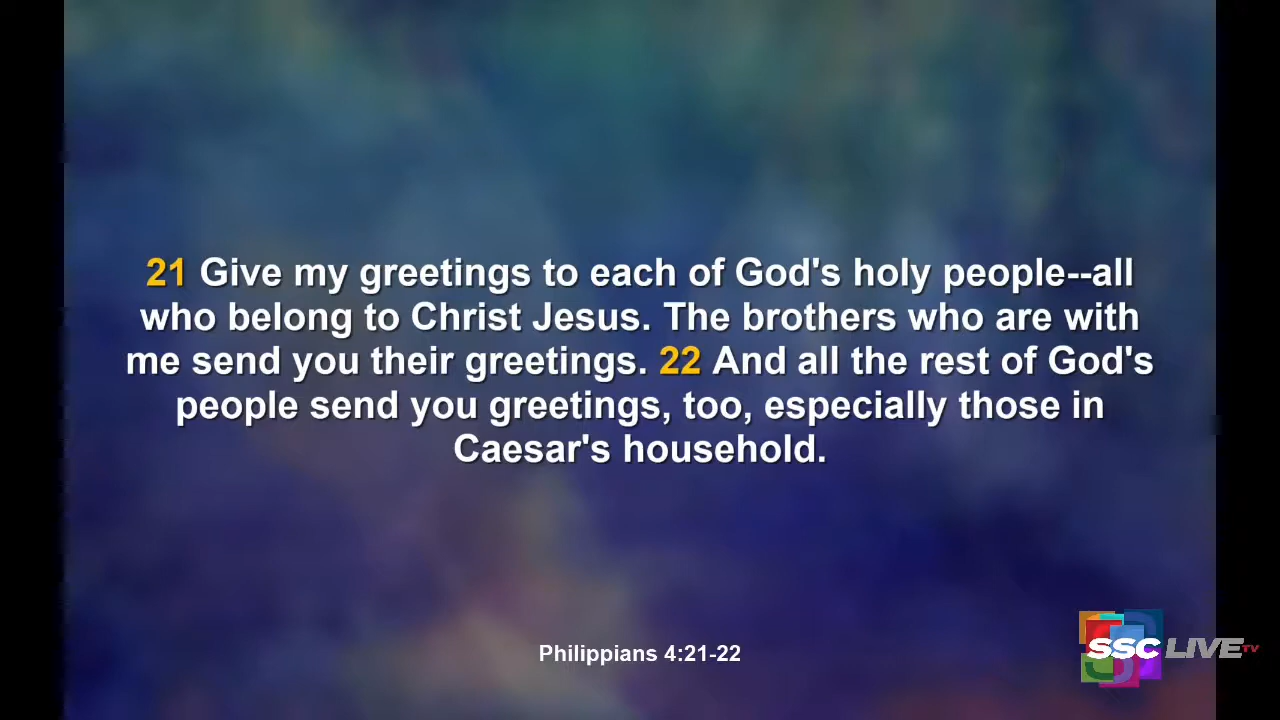 21 Give my greetings to each of God's holy people--all
who belong to Christ Jesus. The brothers who are with
me send you their greetings. 22 And all the rest of God's
people send you greetings, too, especially those in
Caesar's household.
Philippians 4:21-22
SSC LIVE TV